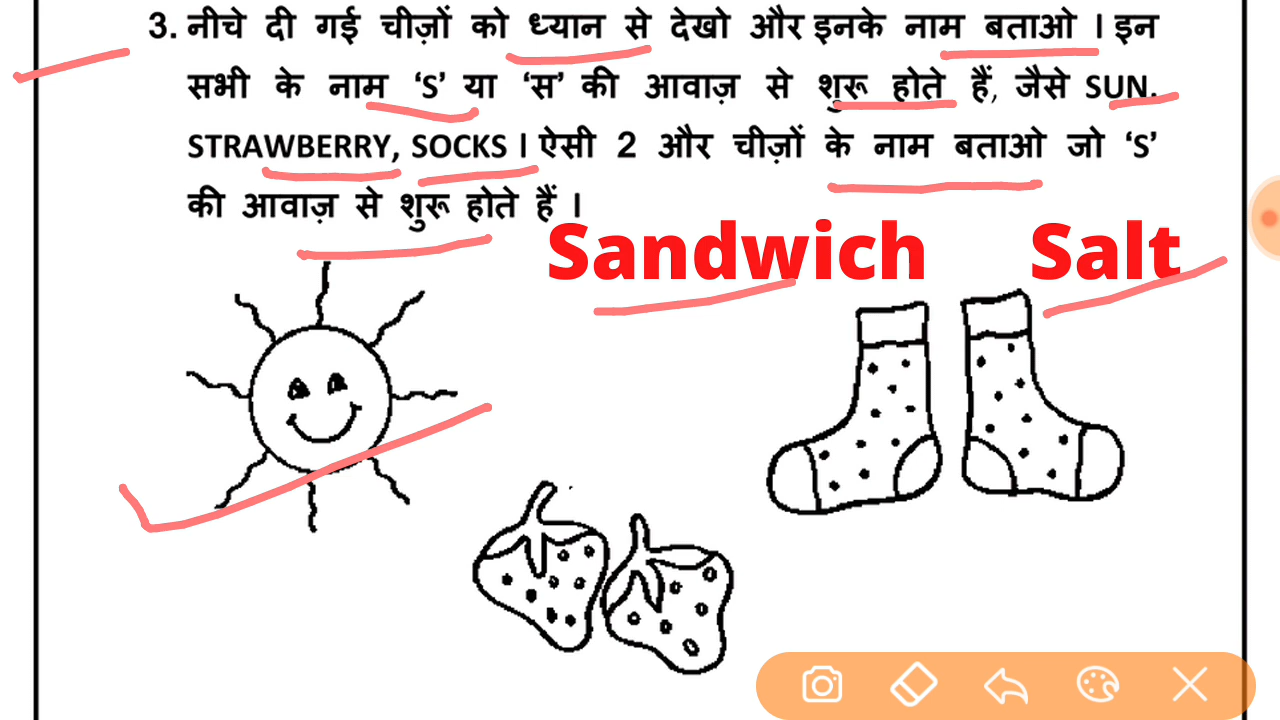 3. नीचे दी गई चीज़ों को ध्यान से देखो और इनके नाम बताओ । इन
सभी के नाम ‘S’ या ‘स’ की आवाज़ से शुरू होते हैं, जैसे SUN,
STRAWBERRY, SOCKS । ऐसी 2 और चीज़ों के नाम बताओ जो ‘S’
की आवाज़ से शुरू होते हैं ।
Sandwich Salt